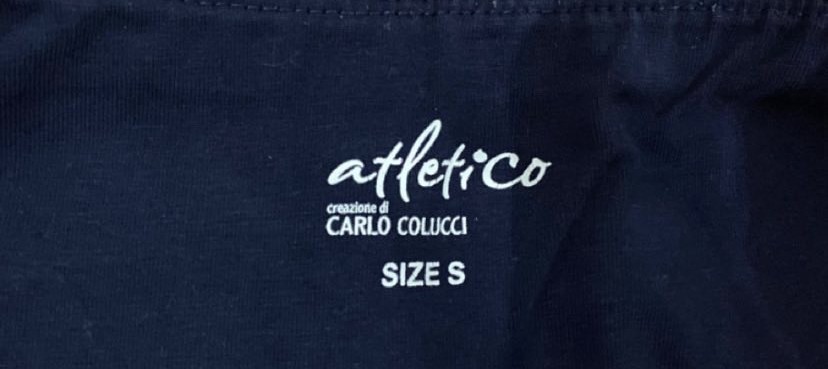 atletico
creazione di
CARLO COLUCCI
SIZE S